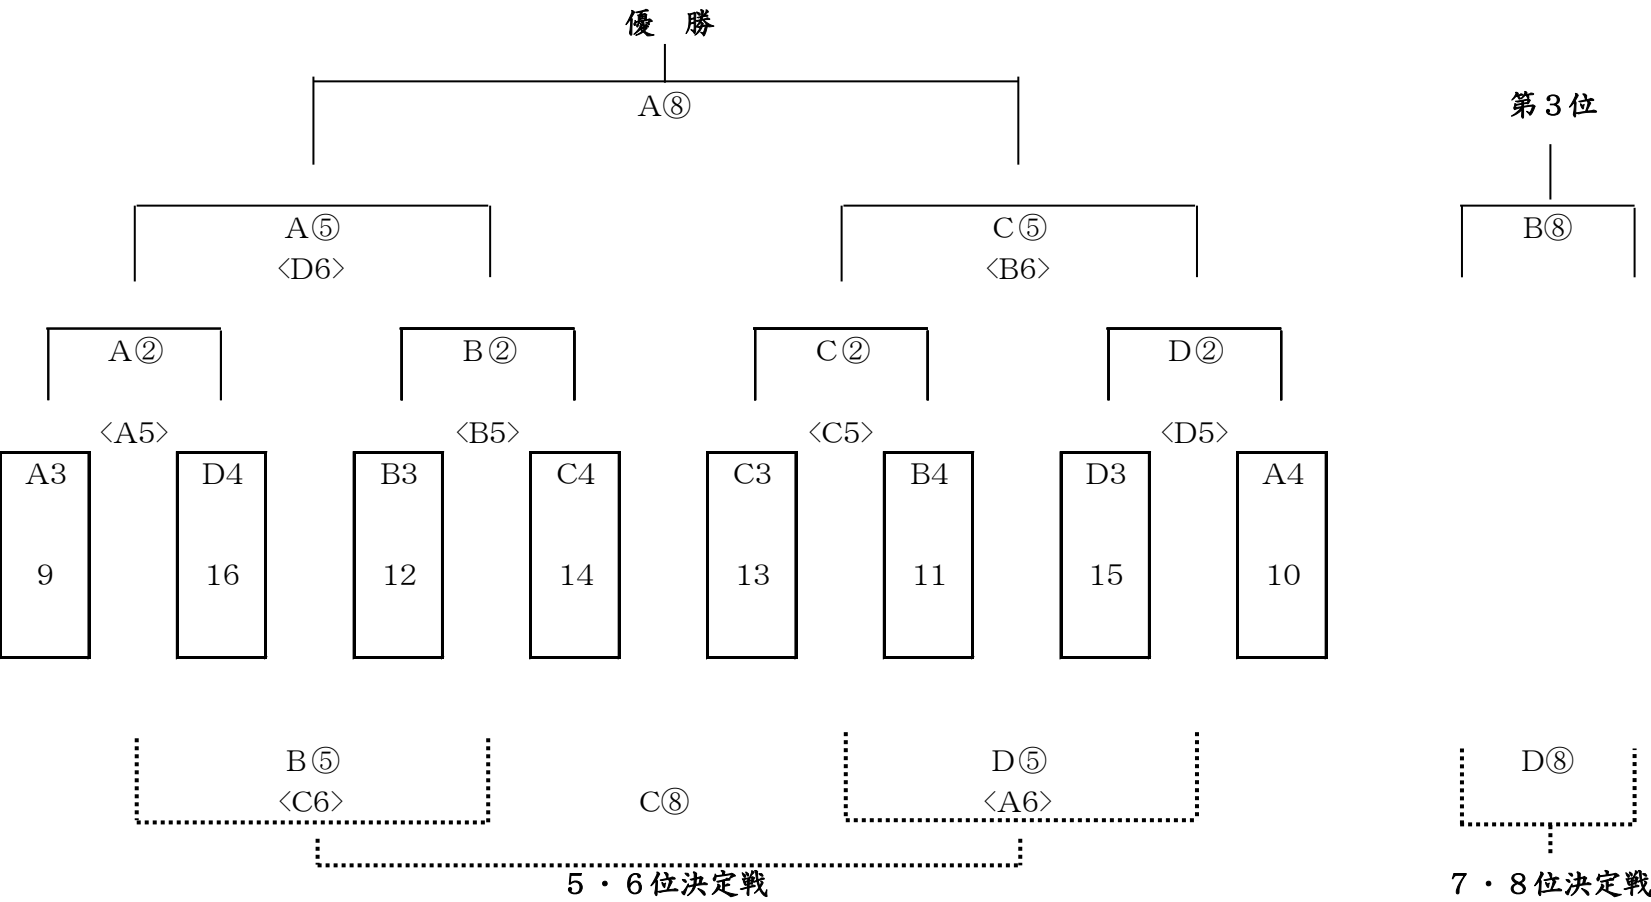 優　勝
A⑧
第３位
A⑤ C⑤ B⑧
<D6> <B6>
A② B② C② D②
<A5> <B5> <C5> <D5>
A3 D4 B3 C4 C3 B4 D3 A4
9 16 12 14 13 11 15 10
B⑤ D⑤ D⑧
<C6> C⑧ <A6>
５・６位決定戦 ７・８位決定戦